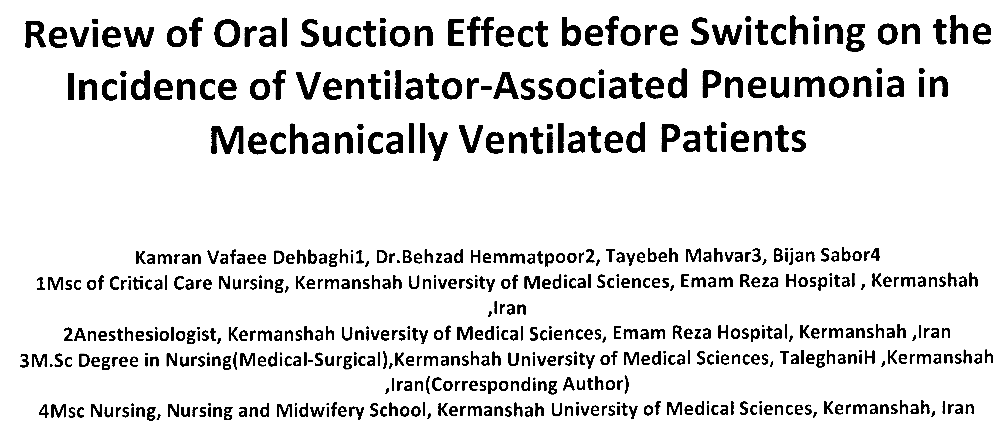 Review of Oral Suction Effect before Switching on the
Incidence of Ventilator-Associated Pneumonia in
Mechanically Ventilated Patients
Kamran Vafaee Dehbaghi1, Dr.Behzad Hemmatpoor2, Tayebeh Mahvar3, Bijan Sabor4
1Msc of Critical Care Nursing, Kermanshah University of Medical Sciences, Emam Reza Hospital , Kermanshah
,Iran
2Anesthesiologist, Kermanshah University of Medical Sciences, Emam Reza Hospital, Kermanshah ,Iran
3M.Sc Degree in Nursing(Medical-Surgical),Kermanshah University of Medical Sciences, TaleghaniH ,Kermanshah
,Iran(Corresponding Author)
4Msc Nursing, Nursing and Midwifery School, Kermanshah University of Medical Sciences, Kermanshah, Iran